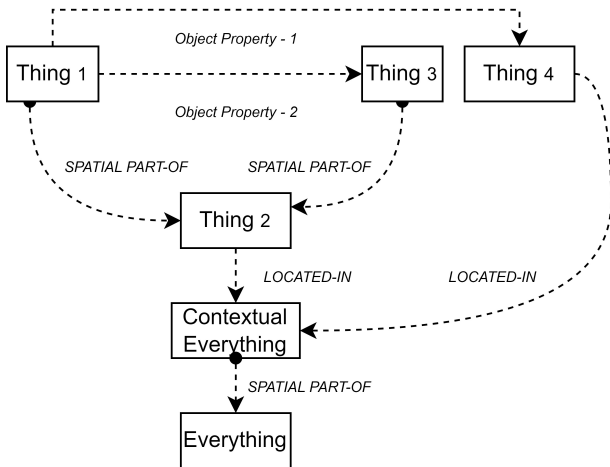 Object Property - 1
Thing 1
Thing 3
Thing 4
Object Property - 2
SPATIAL PART-OF
SPATIAL PART-OF
Thing 2
LOCATED-IN
LOCATED-IN
Contextual
Everything
SPATIAL PART-OF
Everything